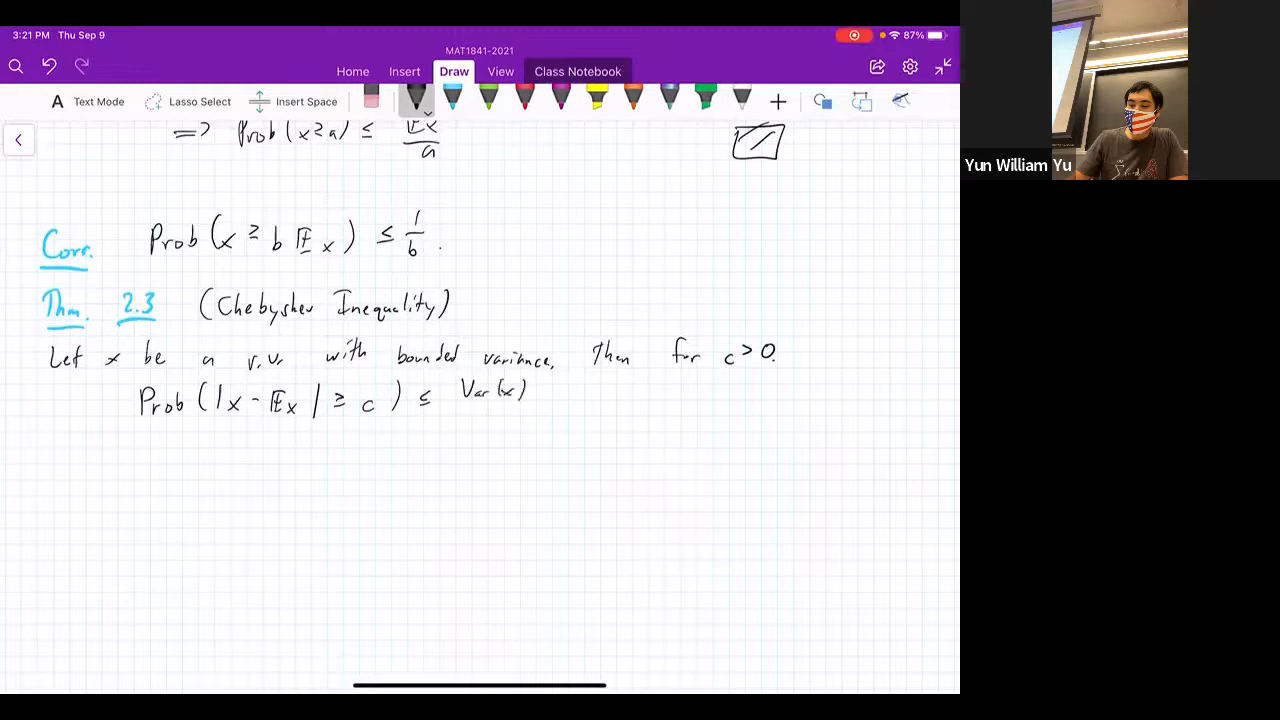 3:21 PM Thu Sep 9
87%
MAT1841-2021
Home Insert Draw View Class Notebook
A Text Mode Lasso Select Insert Space
=> Prob(x ≥ a) ≤ Ex/a
Corr. Prob(x ≥ b Ex) ≤ 1/b.
Thm. 2.3 (Chebyshev Inequality)
Let x be a r.v. with bounded variance. Then for c > 0.
Prob(|x - Ex| ≥ c) ≤ Var(x)
Yun William Yu